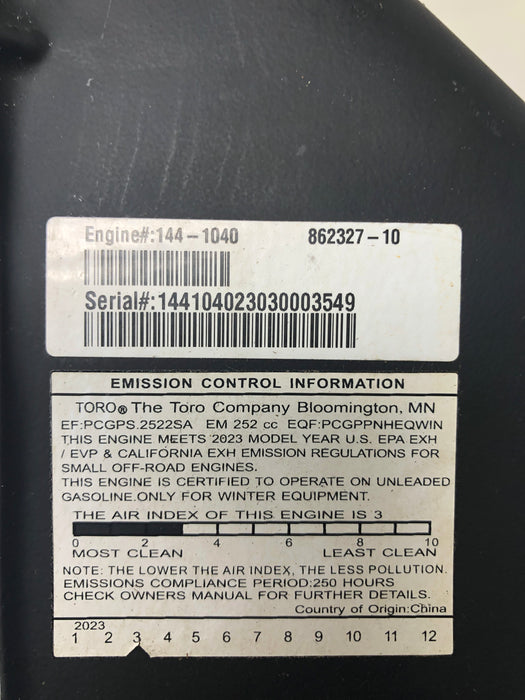 Engine#:144-1040 862327-10
Serial#:144104023030003549
EMISSION CONTROL INFORMATION
TORO® The Toro Company Bloomington, MN
EF:PCGPS.2522SA EM 252 cc EQF:PCGPPNHEQWIN
THIS ENGINE MEETS 2023 MODEL YEAR U.S. EPA EXH
/ EVP & CALIFORNIA EXH EMISSION REGULATIONS FOR
SMALL OFF-ROAD ENGINES.
THIS ENGINE IS CERTIFIED TO OPERATE ON UNLEADED
GASOLINE.ONLY FOR WINTER EQUIPMENT.
THE AIR INDEX OF THIS ENGINE IS 3
0 2 4 6 8 10
MOST CLEAN LEAST CLEAN
NOTE: THE LOWER THE AIR INDEX, THE LESS POLLUTION.
EMISSIONS COMPLIANCE PERIOD:250 HOURS
CHECK OWNERS MANUAL FOR FURTHER DETAILS.
Country of Origin:China
2023
1 2 3 4 5 6 7 8 9 10 11 12